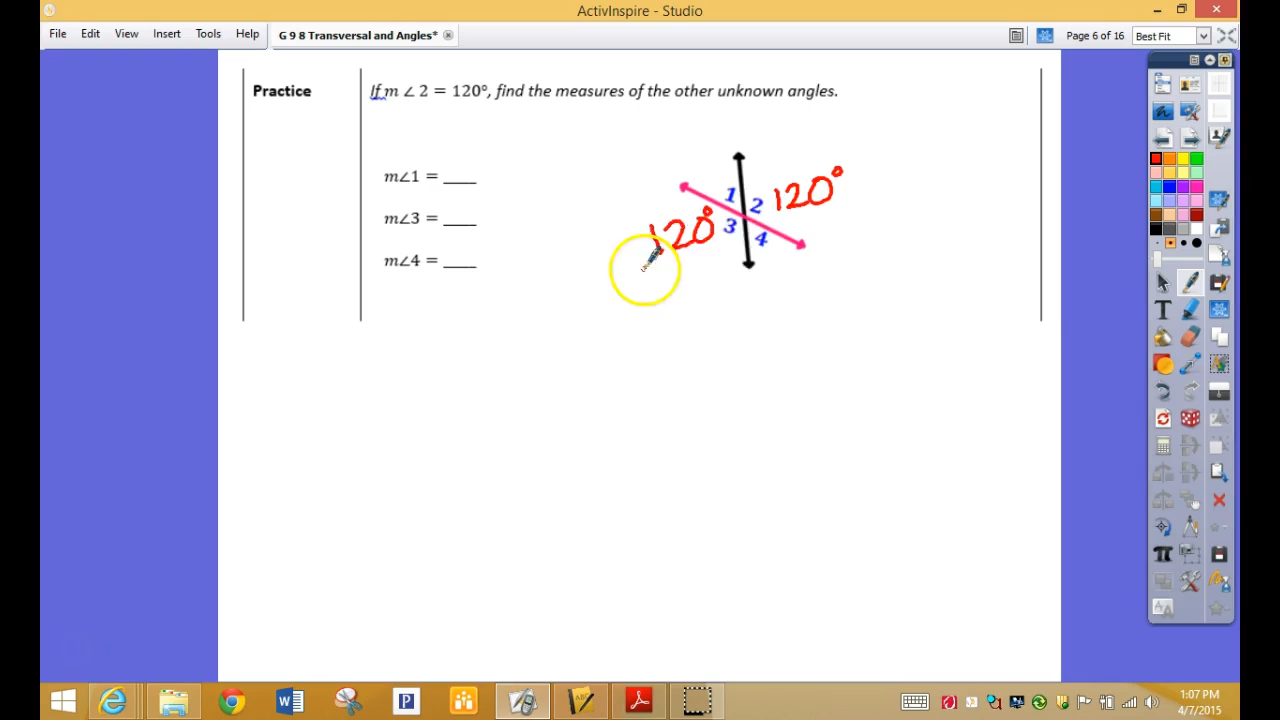 ActivInspire - Studio
File Edit View Insert Tools Help
G 9 8 Transversal and Angles*
Page 6 of 16
Best Fit
Practice
If m ∠ 2 = 120°, find the measures of the other unknown angles.
m∠1 = ____
m∠3 = ____
m∠4 = ____
1 2 120°
120° 3 4
1:07 PM
4/7/2015